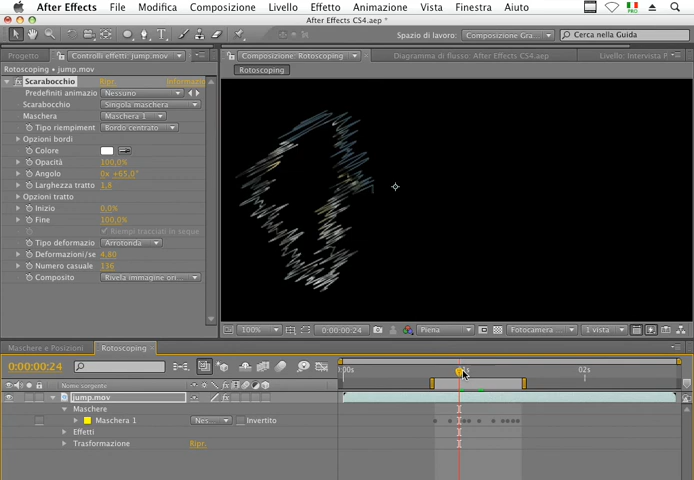 After Effects File Modifica Composizione Livello Effetto Animazione Vista Finestra Aiuto
After Effects CS4.aep *
Spazio di lavoro: Composizione Gra... Cerca nella Guida
Progetto Controlli effetti: jump.mov Composizione: Rotoscoping Diagramma di flusso: After Effects CS4.aep Livello: Intervista P
Rotoscoping • jump.mov Rotoscoping
fx Scarabocchio Ripr. Informazio
Predefiniti animazio Nessuno
Scarabocchio Singola maschera
Maschera Maschera 1
Tipo riempiment Bordo centrato
Opzioni bordi
Colore
Opacità 100,0%
Angolo 0x +65,0°
Larghezza tratto 1,8
Opzioni tratto
Inizio 0,0%
Fine 100,0%
Riempi tracciati in seque
Tipo deformazio Arrotonda
Deformazioni/se 4,80
Numero casuale 136
Composito Rivela immagine ori...
100% 0:00:00:24 Piena Fotocamera ... 1 vista
Maschere e Posizioni Rotoscoping
0:00:00:24
:00s 02s
Nome sorgente
jump.mov
Maschere
Maschera 1 Nes... Invertito
Effetti
Trasformazione Ripr.